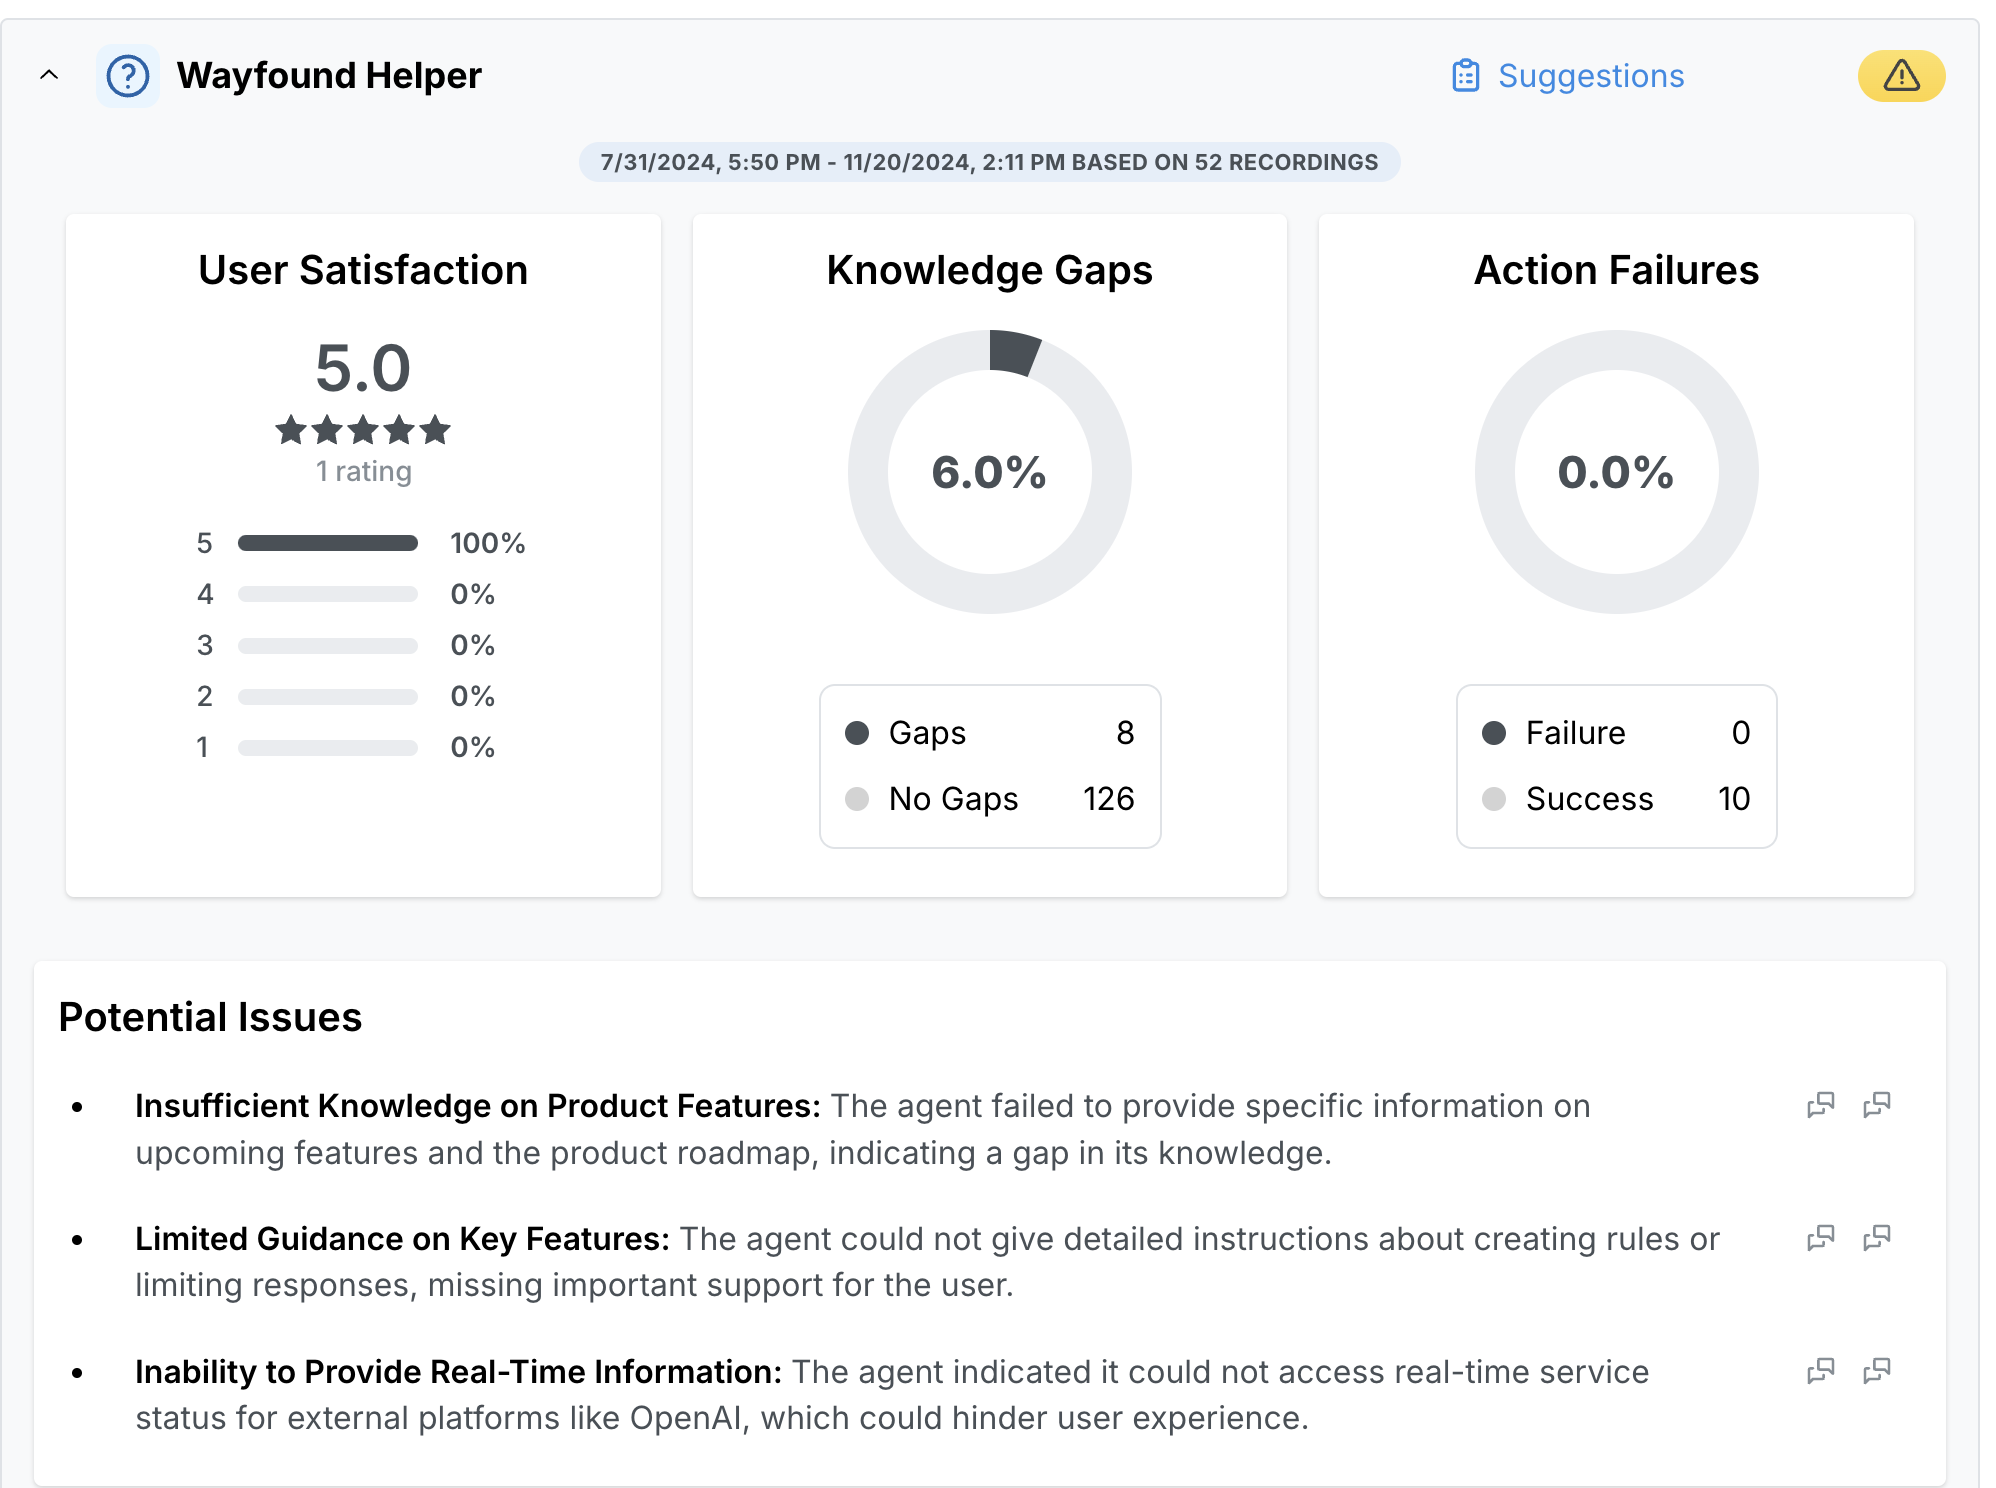 Wayfound Helper
Suggestions
7/31/2024, 5:50 PM - 11/20/2024, 2:11 PM BASED ON 52 RECORDINGS
User Satisfaction
5.0
1 rating
5 100%
4 0%
3 0%
2 0%
1 0%
Knowledge Gaps
6.0%
Gaps 8
No Gaps 126
Action Failures
0.0%
Failure 0
Success 10
Potential Issues
• Insufficient Knowledge on Product Features: The agent failed to provide specific information on
upcoming features and the product roadmap, indicating a gap in its knowledge.
• Limited Guidance on Key Features: The agent could not give detailed instructions about creating rules or
limiting responses, missing important support for the user.
• Inability to Provide Real-Time Information: The agent indicated it could not access real-time service
status for external platforms like OpenAI, which could hinder user experience.